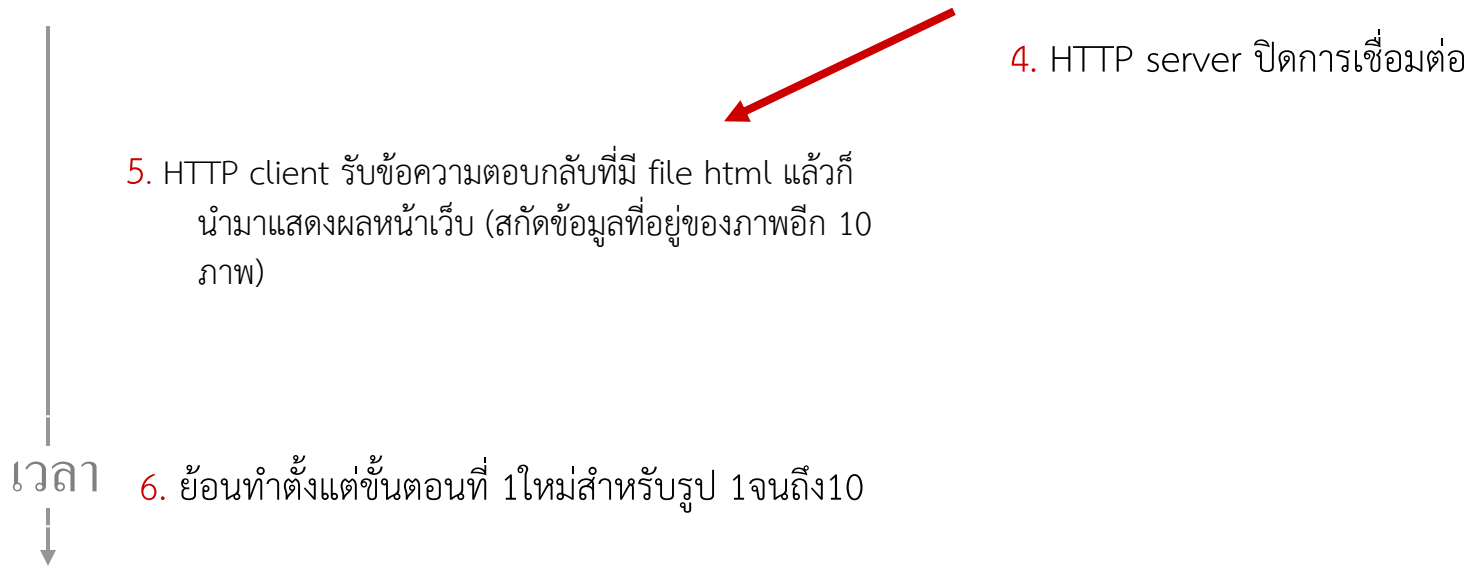 4. HTTP server ปิดการเชื่อมต่อ
5. HTTP client รับข้อความตอบกลับที่มี file html แล้วก็
นำมาแสดงผลหน้าเว็บ (สกัดข้อมูลที่อยู่ของภาพอีก 10
ภาพ)
เวลา
6. ย้อนทำตั้งแต่ขั้นตอนที่ 1ใหม่สำหรับรูป 1จนถึง10